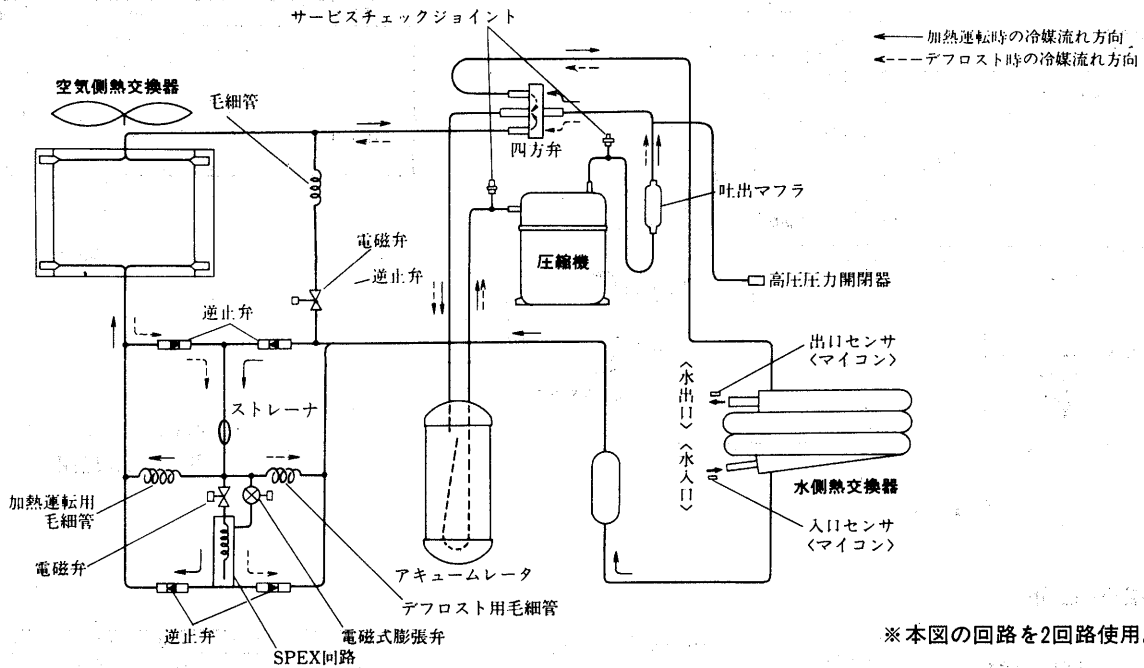 サービスチェックジョイント
加熱運転時の冷媒流れ方向
デフロスト時の冷媒流れ方向
空気側熱交換器
毛細管
四方弁
吐出マフラ
圧縮機
電磁弁
逆止弁
高圧圧力開閉器
逆止弁
出口センサ
〈マイコン〉
〈水出口〉
ストレーナ
〈水入口〉
水側熱交換器
加熱運転用
毛細管
入口センサ
〈マイコン〉
電磁弁
アキュームレータ
デフロスト用毛細管
逆止弁
電磁式膨張弁
SPEX回路
※本図の回路を2回路使用